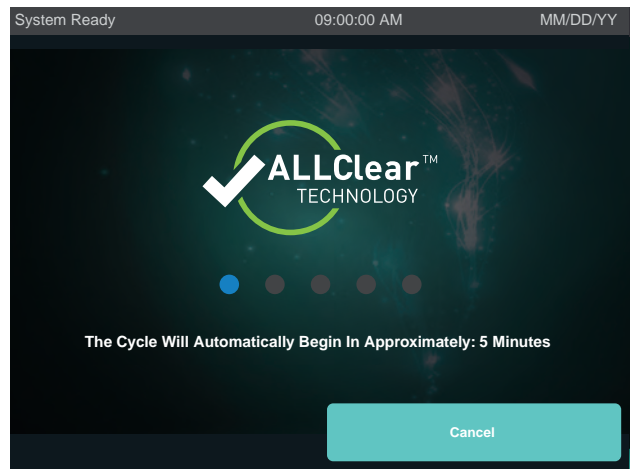 System Ready 09:00:00 AM MM/DD/YY
ALLClear™
TECHNOLOGY
The Cycle Will Automatically Begin In Approximately: 5 Minutes
Cancel